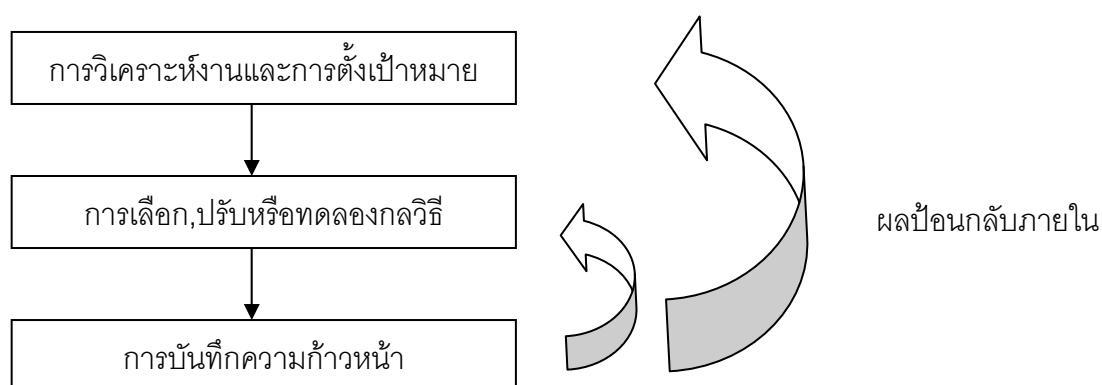 การวิเคราะห์งานและการตั้งเป้าหมาย
การเลือก,ปรับหรือทดลองกลวิธี
ผลป้อนกลับภายใน
การบันทึกความก้าวหน้า